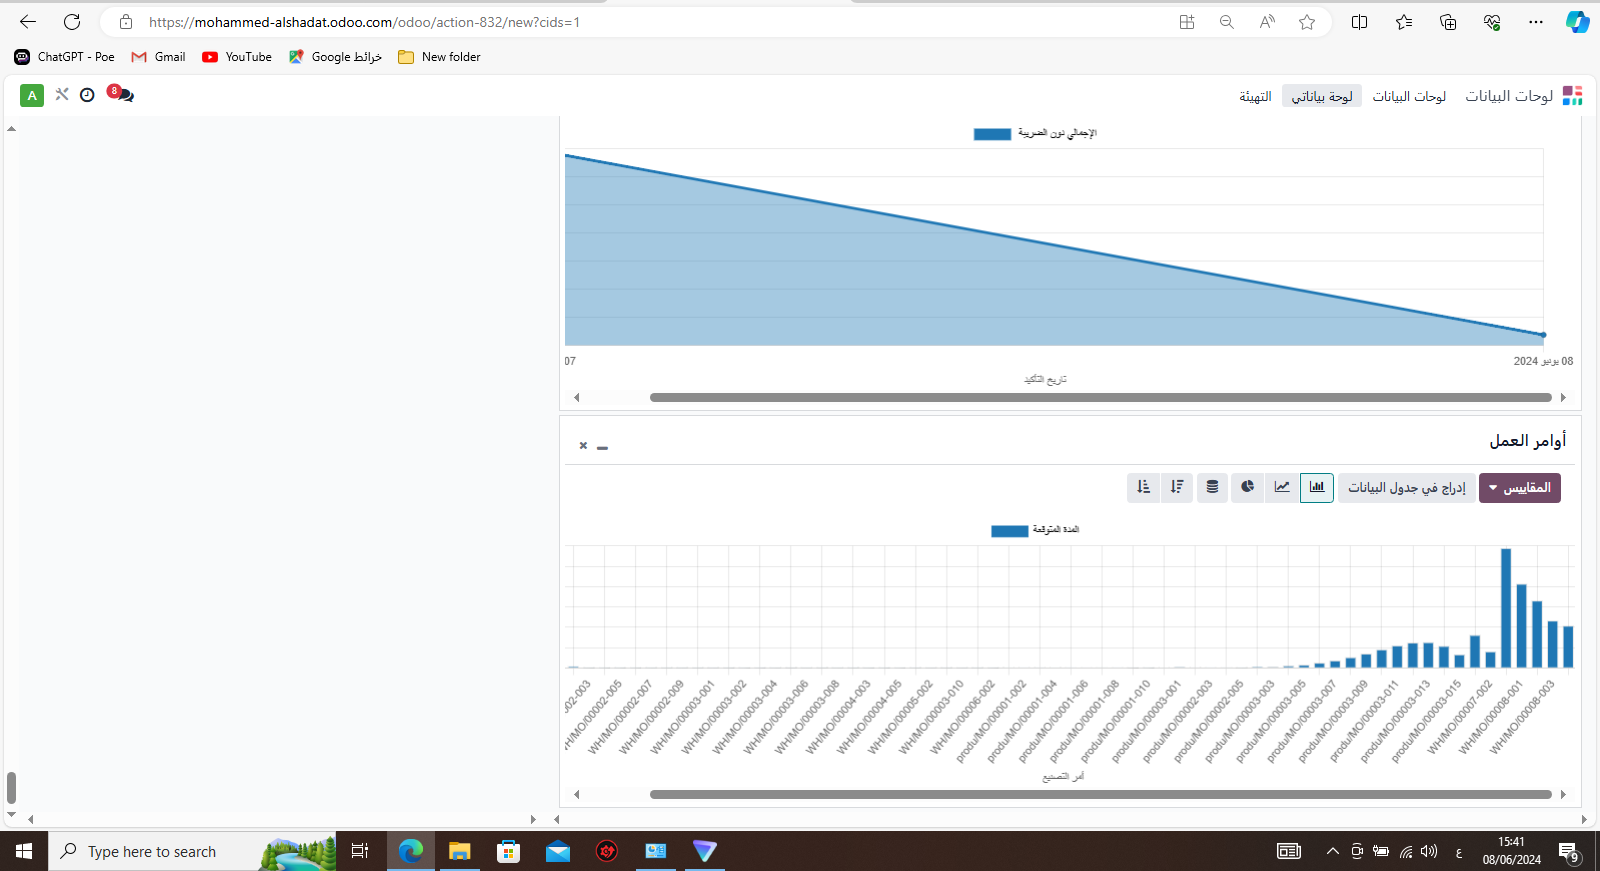 https://mohammed-alshadat.odoo.com/odoo/action-832/new?cids=1
ChatGPT - Poe
Gmail
YouTube
خرائط Google
New folder
لوحات البيانات
لوحات البيانات
لوحة بياناتي
التهيئة
8
A
الإجمالي دون الضريبة
07
08 يونيو 2024
تاريخ التأكيد
أوامر العمل
المقاييس
إدراج في جدول البيانات
المدة المتوقعة
02-003
WH/MO/00002-005
WH/MO/00002-007
WH/MO/00002-009
WH/MO/00003-001
WH/MO/00003-002
WH/MO/00003-004
WH/MO/00003-006
WH/MO/00003-008
WH/MO/00004-003
WH/MO/00004-005
WH/MO/00005-002
WH/MO/00003-010
WH/MO/00006-002
produ/MO/00001-002
produ/MO/00001-004
produ/MO/00001-006
produ/MO/00001-008
produ/MO/00001-010
produ/MO/00003-001
produ/MO/00002-003
produ/MO/00002-005
produ/MO/00003-003
produ/MO/00003-005
produ/MO/00003-007
produ/MO/00003-009
produ/MO/00003-011
produ/MO/00003-013
produ/MO/00003-015
WH/MO/00007-002
WH/MO/00008-001
WH/MO/00008-003
أمر التصنيع
Type here to search
ع
15:41
08/06/2024
9